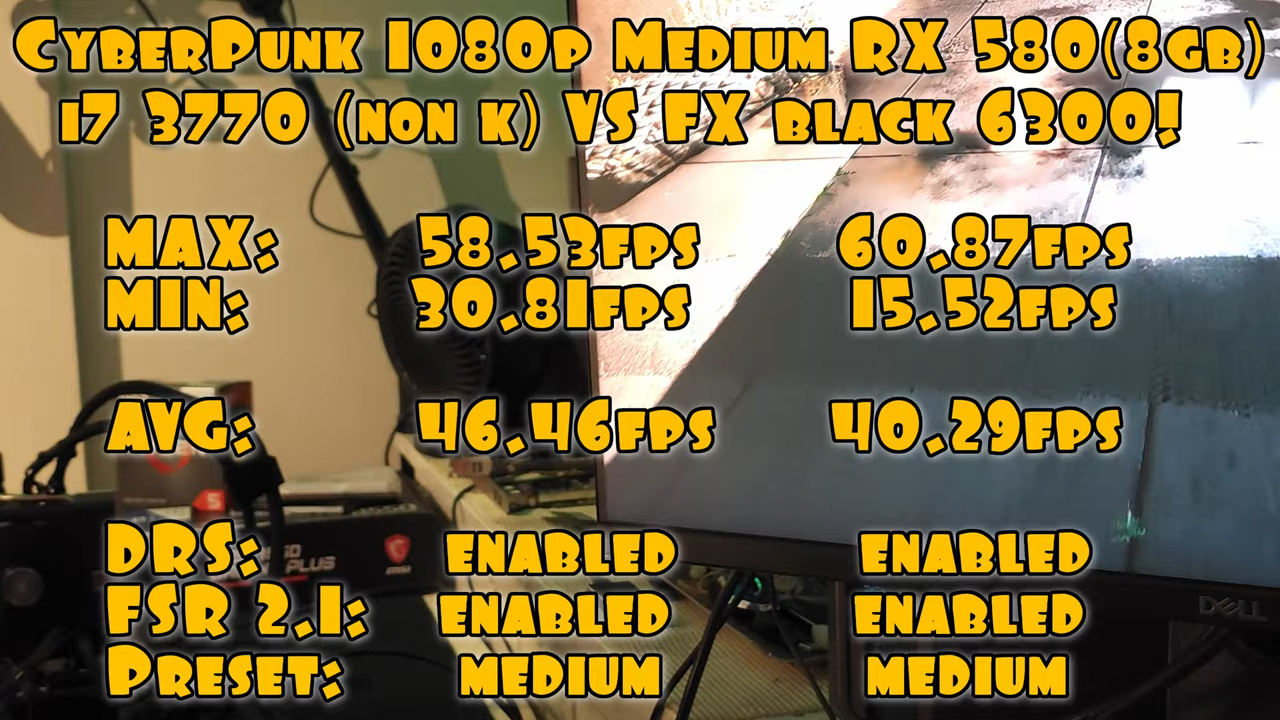 CyberPunk 1080p Medium RX 580(8gb)
i7 3770 (non k) VS FX black 6300!
MAX: 58.53fps 60.87fps
MIN: 30.81fps 15.52fps
AVG: 46.46fps 40.29fps
5
DRS: ENABLED ENABLED
PLUS
msi
FSR 2.1: ENABLED ENABLED
DELL
Preset: MEDIUM MEDIUM